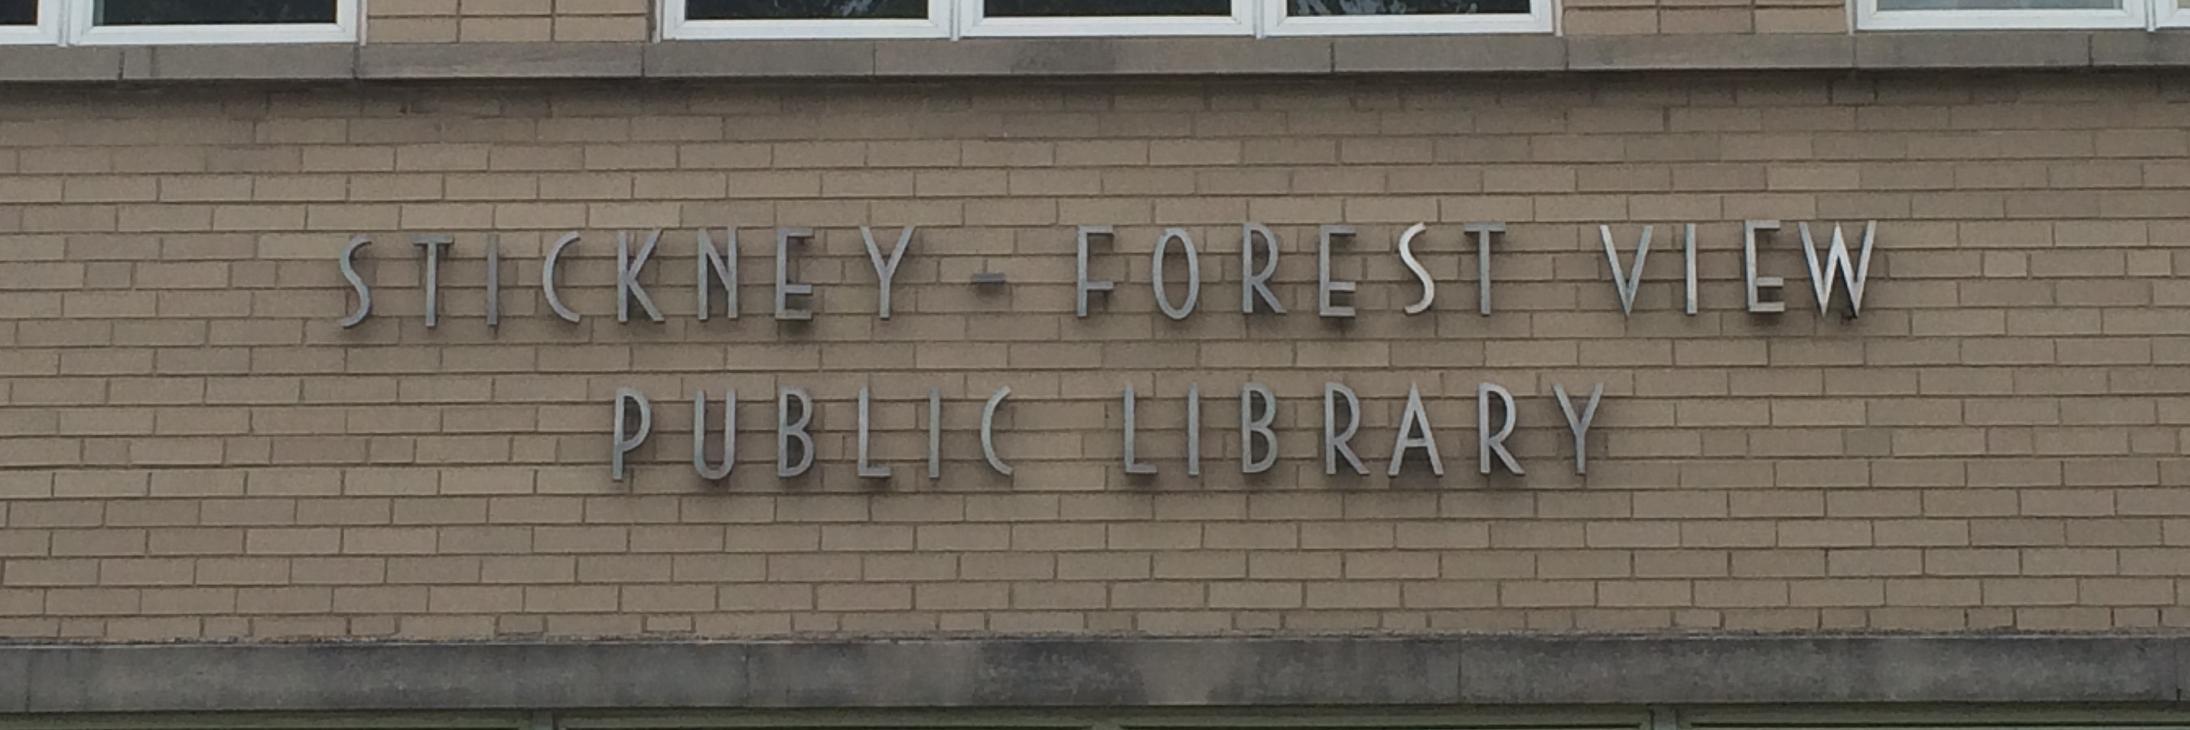 STICKNEY - FOREST VIEW
PUBLIC LIBRARY